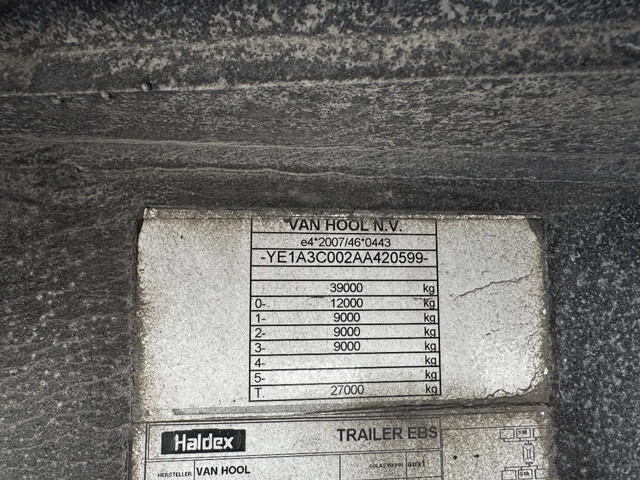 VAN HOOL N.V.
e4*2007/46*0443
-YE1A3C002AA420599-
39000 kg
0- 12000 kg
1- 9000 kg
2- 9000 kg
3- 9000 kg
4- kg
5- kg
T. 27000 kg
Haldex TRAILER EBS
HERSTELLER VAN HOOL